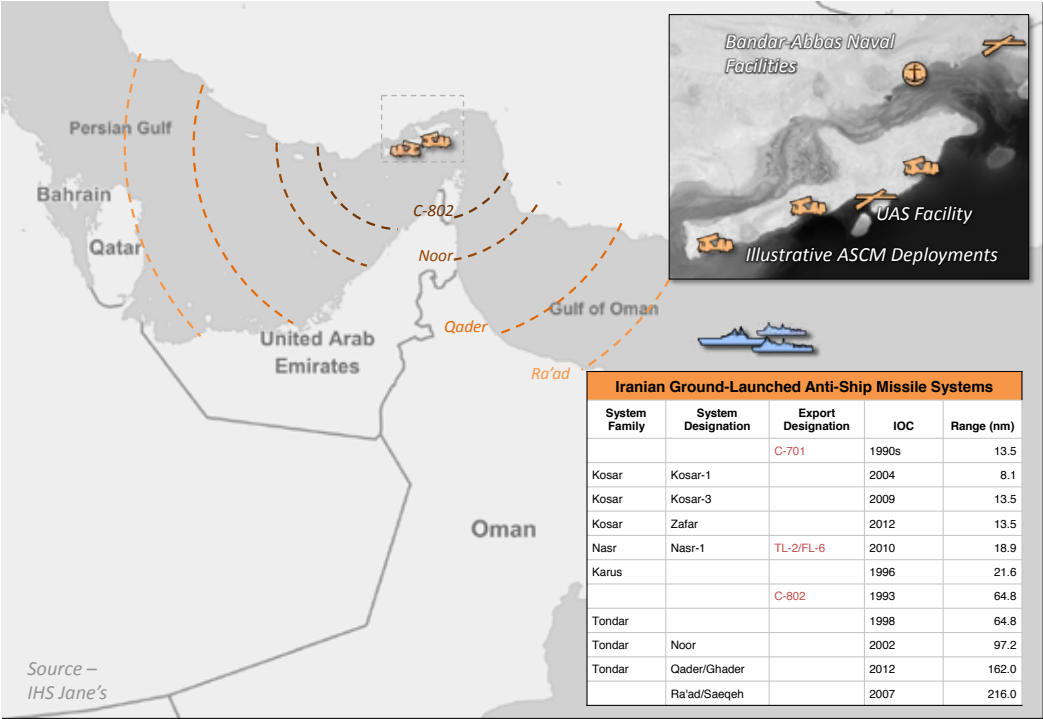 Bandar-Abbas Naval
Facilities
UAS Facility
Illustrative ASCM Deployments
Persian Gulf
Bahrain
Qatar
C-802
Noor
Qader
Ra'ad
Gulf of Oman
United Arab
Emirates
Oman
Source –
IHS Jane's
Iranian Ground-Launched Anti-Ship Missile Systems
System Family System Designation Export Designation IOC Range (nm)
C-701 1990s 13.5
Kosar Kosar-1 2004 8.1
Kosar Kosar-3 2009 13.5
Kosar Zafar 2012 13.5
Nasr Nasr-1 TL-2/FL-6 2010 18.9
Karus 1996 21.6
C-802 1993 64.8
Tondar 1998 64.8
Tondar Noor 2002 97.2
Tondar Qader/Ghader 2012 162.0
Ra'ad/Saeqeh 2007 216.0